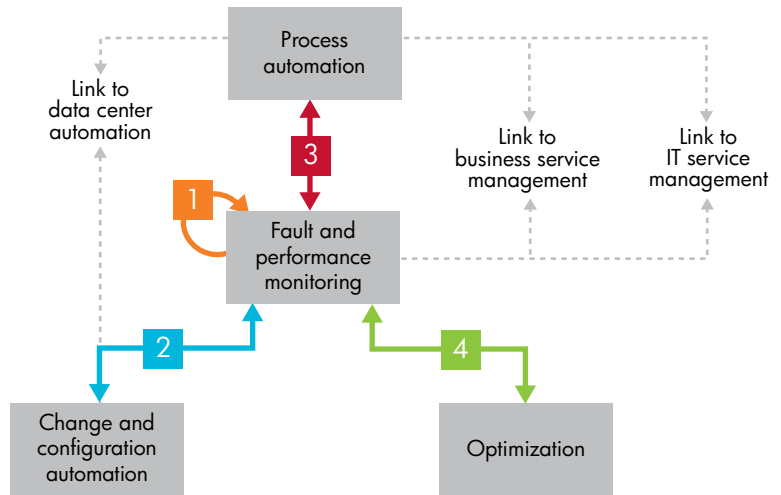 Process
automation
Link to
data center
automation
3
Link to
business service
management
Link to
IT service
management
1
Fault and
performance
monitoring
2
4
Change and
configuration
automation
Optimization